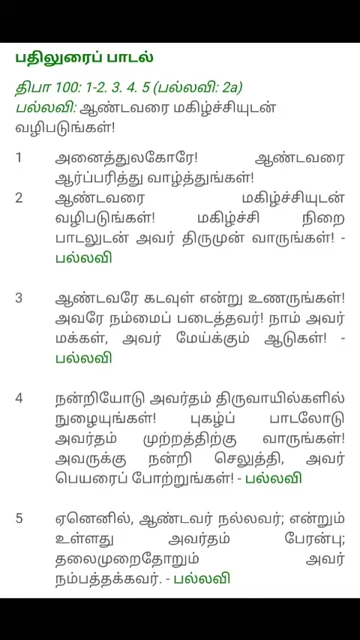 பதிலுரைப் பாடல்
திபா 100: 1-2. 3. 4. 5 (பல்லவி: 2a)
பல்லவி: ஆண்டவரை மகிழ்ச்சியுடன்
வழிபடுங்கள்!
1 அனைத்துலகோரே! ஆண்டவரை
ஆர்ப்பரித்து வாழ்த்துங்கள்!
2 ஆண்டவரை மகிழ்ச்சியுடன்
வழிபடுங்கள்! மகிழ்ச்சி நிறை
பாடலுடன் அவர் திருமுன் வாருங்கள்! -
பல்லவி
3 ஆண்டவரே கடவுள் என்று உணருங்கள்!
அவரே நம்மைப் படைத்தவர்! நாம் அவர்
மக்கள், அவர் மேய்க்கும் ஆடுகள்! -
பல்லவி
4 நன்றியோடு அவர்தம் திருவாயில்களில்
நுழையுங்கள்! புகழ்ப் பாடலோடு
அவர்தம் முற்றத்திற்கு வாருங்கள்!
அவருக்கு நன்றி செலுத்தி, அவர்
பெயரைப் போற்றுங்கள்! - பல்லவி
5 ஏனெனில், ஆண்டவர் நல்லவர்; என்றும்
உள்ளது அவர்தம் பேரன்பு;
தலைமுறைதோறும் அவர்
நம்பத்தக்கவர். - பல்லவி